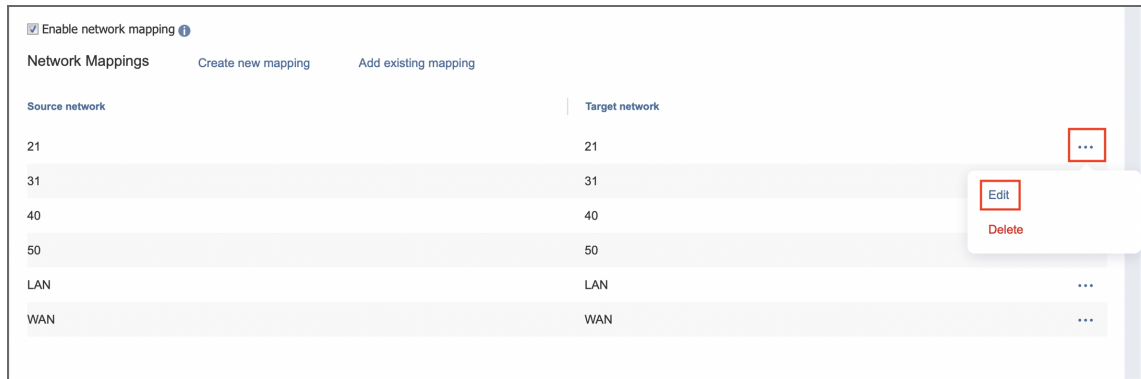 Enable network mapping
Network Mappings Create new mapping Add existing mapping
Source network Target network
21 21 ...
31 31
Edit
40 40
Delete
50 50
LAN LAN ...
WAN WAN ...